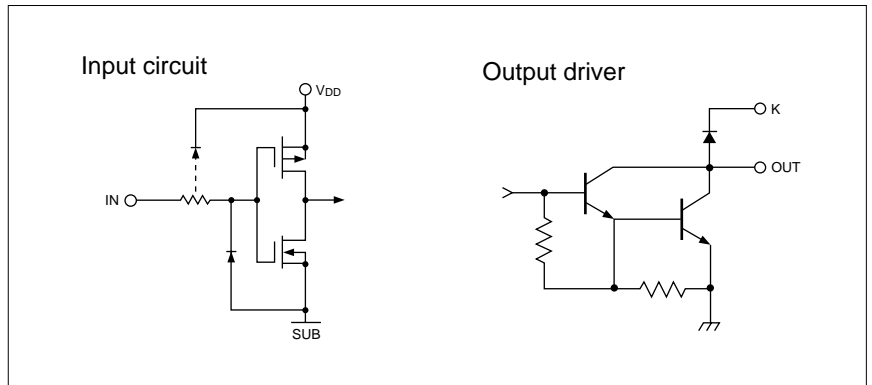 Input circuit
VDD
IN
SUB
Output driver
K
OUT